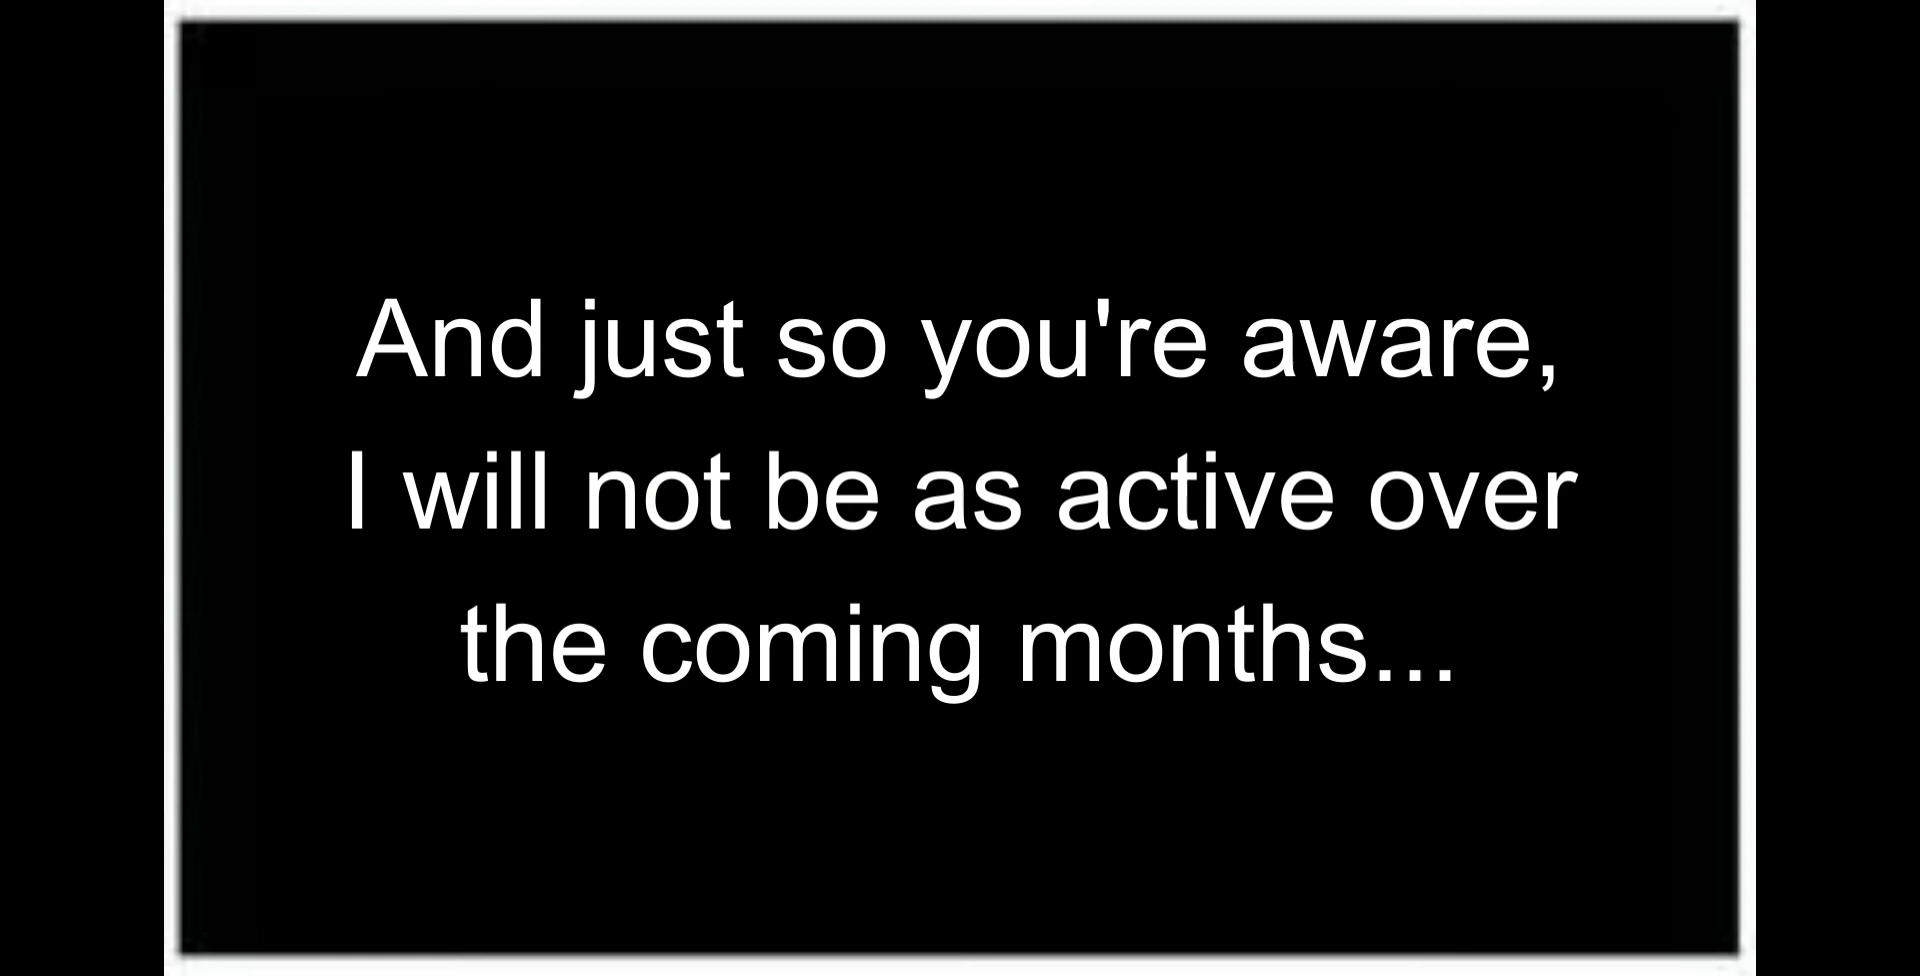 And just so you're aware,
I will not be as active over
the coming months...